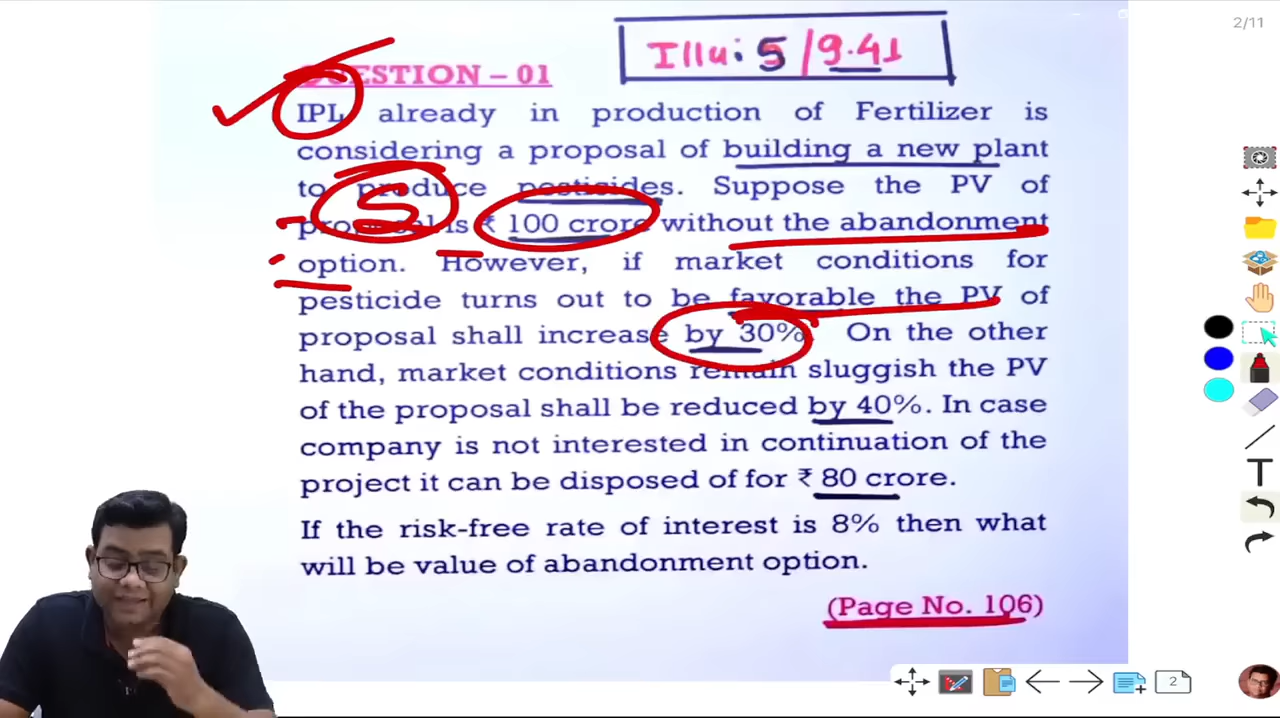 2/11
Illu: 5 / 9.41
QUESTION – 01
IPL already in production of Fertilizer is
considering a proposal of building a new plant
to produce pesticides. Suppose the PV of
S
proposal is ₹ 100 crore without the abandonment
option. However, if market conditions for
pesticide turns out to be favorable the PV of
proposal shall increase by 30%. On the other
hand, market conditions remain sluggish the PV
of the proposal shall be reduced by 40%. In case
company is not interested in continuation of the
project it can be disposed of for ₹ 80 crore.
If the risk-free rate of interest is 8% then what
will be value of abandonment option.
(Page No. 106)
T
2